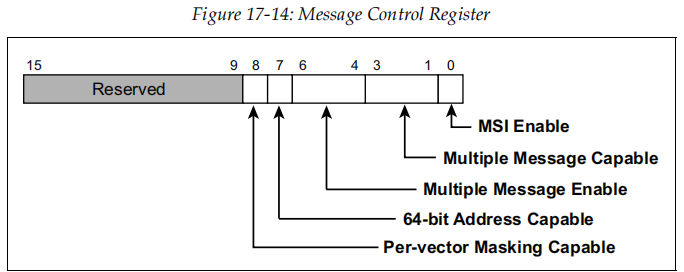 Figure 17-14: Message Control Register
15 9 8 7 6 4 3 1 0
Reserved
MSI Enable
Multiple Message Capable
Multiple Message Enable
64-bit Address Capable
Per-vector Masking Capable